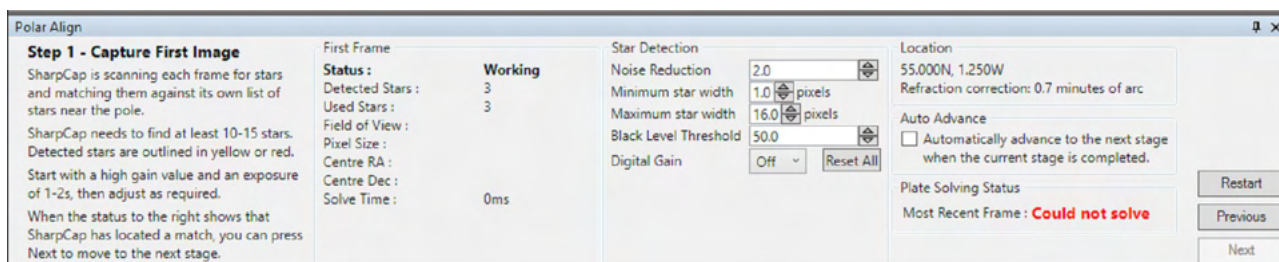 Polar Align
Step 1 - Capture First Image
SharpCap is scanning each frame for stars
and matching them against its own list of
stars near the pole.
SharpCap needs to find at least 10-15 stars.
Detected stars are outlined in yellow or red.
Start with a high gain value and an exposure
of 1-2s, then adjust as required.
When the status to the right shows that
SharpCap has located a match, you can press
Next to move to the next stage.
First Frame
Status : Working
Detected Stars : 3
Used Stars : 3
Field of View :
Pixel Size :
Centre RA :
Centre Dec :
Solve Time : 0ms
Star Detection
Noise Reduction 2.0
Minimum star width 1.0 pixels
Maximum star width 16.0 pixels
Black Level Threshold 50.0
Digital Gain Off Reset All
Location
55.000N, 1.250W
Refraction correction: 0.7 minutes of arc
Auto Advance
Automatically advance to the next stage
when the current stage is completed.
Plate Solving Status
Most Recent Frame : Could not solve
Restart
Previous
Next